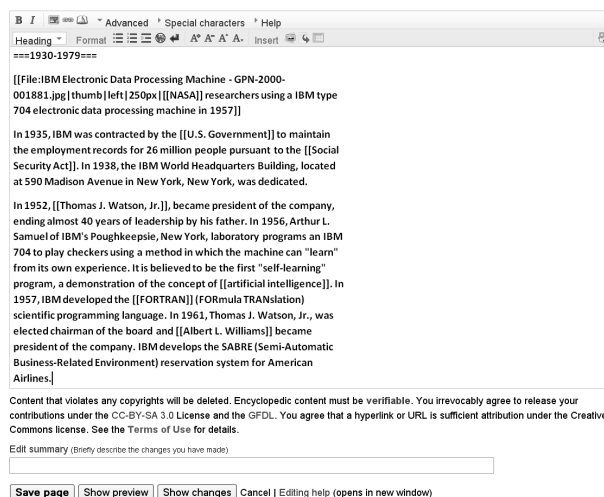 B I Advanced Special characters Help
Heading Format A A A A Insert
===1930-1979===
[[File:IBM Electronic Data Processing Machine - GPN-2000-
001881.jpg|thumb|left|250px|[[NASA]] researchers using a IBM type
704 electronic data processing machine in 1957]]
In 1935, IBM was contracted by the [[U.S. Government]] to maintain
the employment records for 26 million people pursuant to the [[Social
Security Act]]. In 1938, the IBM World Headquarters Building, located
at 590 Madison Avenue in New York, New York, was dedicated.
In 1952, [[Thomas J. Watson, Jr.]], became president of the company,
ending almost 40 years of leadership by his father. In 1956, Arthur L.
Samuel of IBM's Poughkeepsie, New York, laboratory programs an IBM
704 to play checkers using a method in which the machine can "learn"
from its own experience. It is believed to be the first "self-learning"
program, a demonstration of the concept of [[artificial intelligence]]. In
1957, IBM developed the [[FORTRAN]] (FORmula TRANslation)
scientific programming language. In 1961, Thomas J. Watson, Jr., was
elected chairman of the board and [[Albert L. Williams]] became
president of the company. IBM develops the SABRE (Semi-Automatic
Business-Related Environment) reservation system for American
Airlines.
Content that violates any copyrights will be deleted. Encyclopedic content must be verifiable. You irrevocably agree to release your
contributions under the CC-BY-SA 3.0 License and the GFDL. You agree that a hyperlink or URL is sufficient attribution under the Creative
Commons license. See the Terms of Use for details.
Edit summary (Briefly describe the changes you have made)
Save page Show preview Show changes Cancel | Editing help (opens in new window)